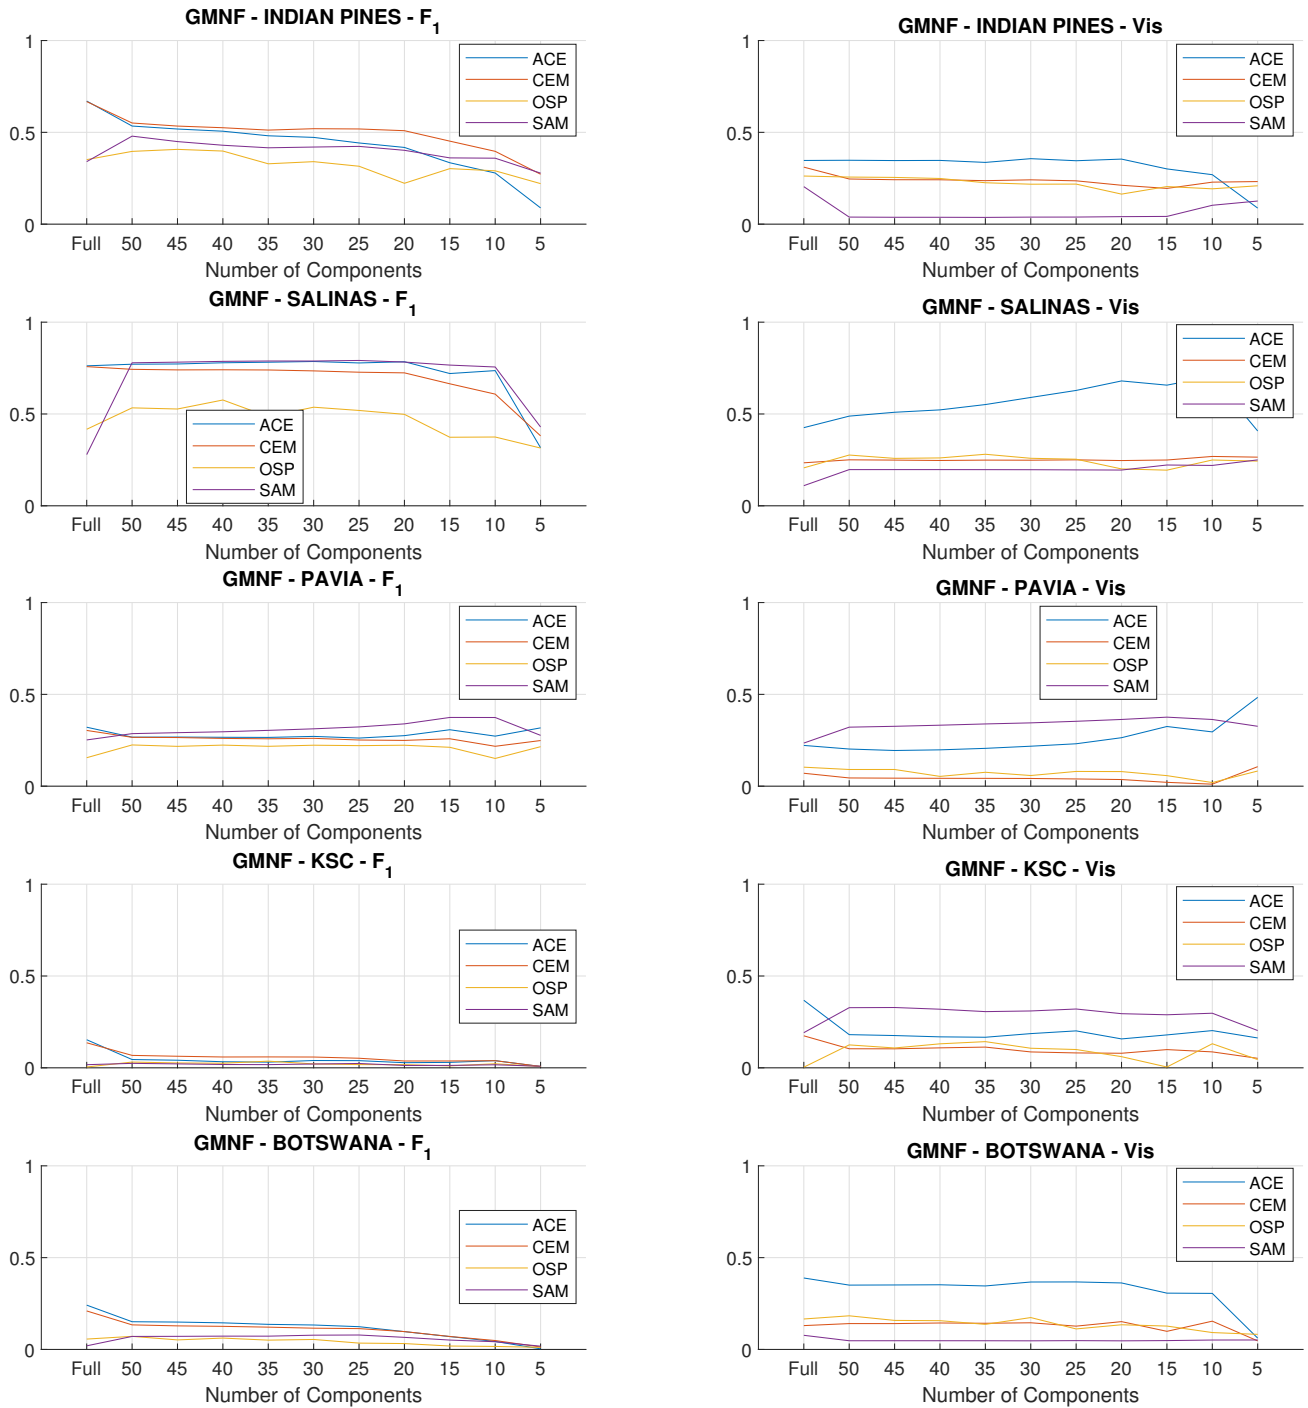 GMNF - INDIAN PINES - F1
1
0.5
0
ACE
CEM
OSP
SAM
Full 50 45 40 35 30 25 20 15 10 5
Number of Components
GMNF - INDIAN PINES - Vis
1
0.5
0
ACE
CEM
OSP
SAM
Full 50 45 40 35 30 25 20 15 10 5
Number of Components
GMNF - SALINAS - F1
1
0.5
0
ACE
CEM
OSP
SAM
Full 50 45 40 35 30 25 20 15 10 5
Number of Components
GMNF - SALINAS - Vis
1
0.5
0
ACE
CEM
OSP
SAM
Full 50 45 40 35 30 25 20 15 10 5
Number of Components
GMNF - PAVIA - F1
1
0.5
0
ACE
CEM
OSP
SAM
Full 50 45 40 35 30 25 20 15 10 5
Number of Components
GMNF - PAVIA - Vis
1
0.5
0
ACE
CEM
OSP
SAM
Full 50 45 40 35 30 25 20 15 10 5
Number of Components
GMNF - KSC - F1
1
0.5
0
ACE
CEM
OSP
SAM
Full 50 45 40 35 30 25 20 15 10 5
Number of Components
GMNF - KSC - Vis
1
0.5
0
ACE
CEM
OSP
SAM
Full 50 45 40 35 30 25 20 15 10 5
Number of Components
GMNF - BOTSWANA - F1
1
0.5
0
ACE
CEM
OSP
SAM
Full 50 45 40 35 30 25 20 15 10 5
Number of Components
GMNF - BOTSWANA - Vis
1
0.5
0
ACE
CEM
OSP
SAM
Full 50 45 40 35 30 25 20 15 10 5
Number of Components